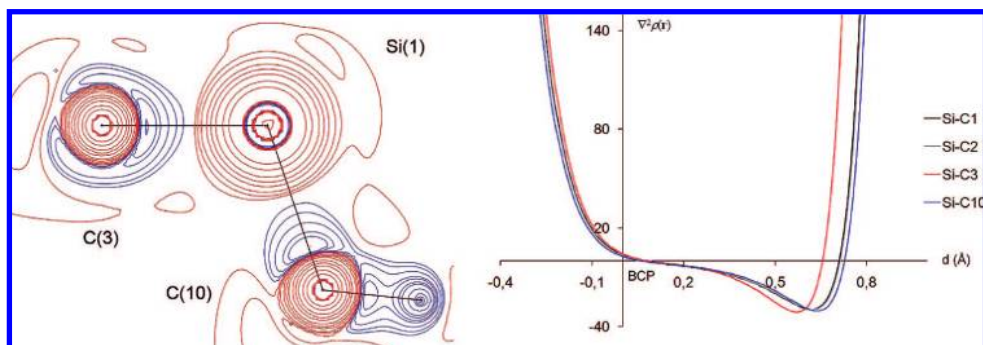 Si(1)
C(3)
C(10)
∇²ρ(r)
140
80
20
-40
-0,4
-0,1
BCP
0,2
0,5
0,8
d (Å)
Si-C1
Si-C2
Si-C3
Si-C10